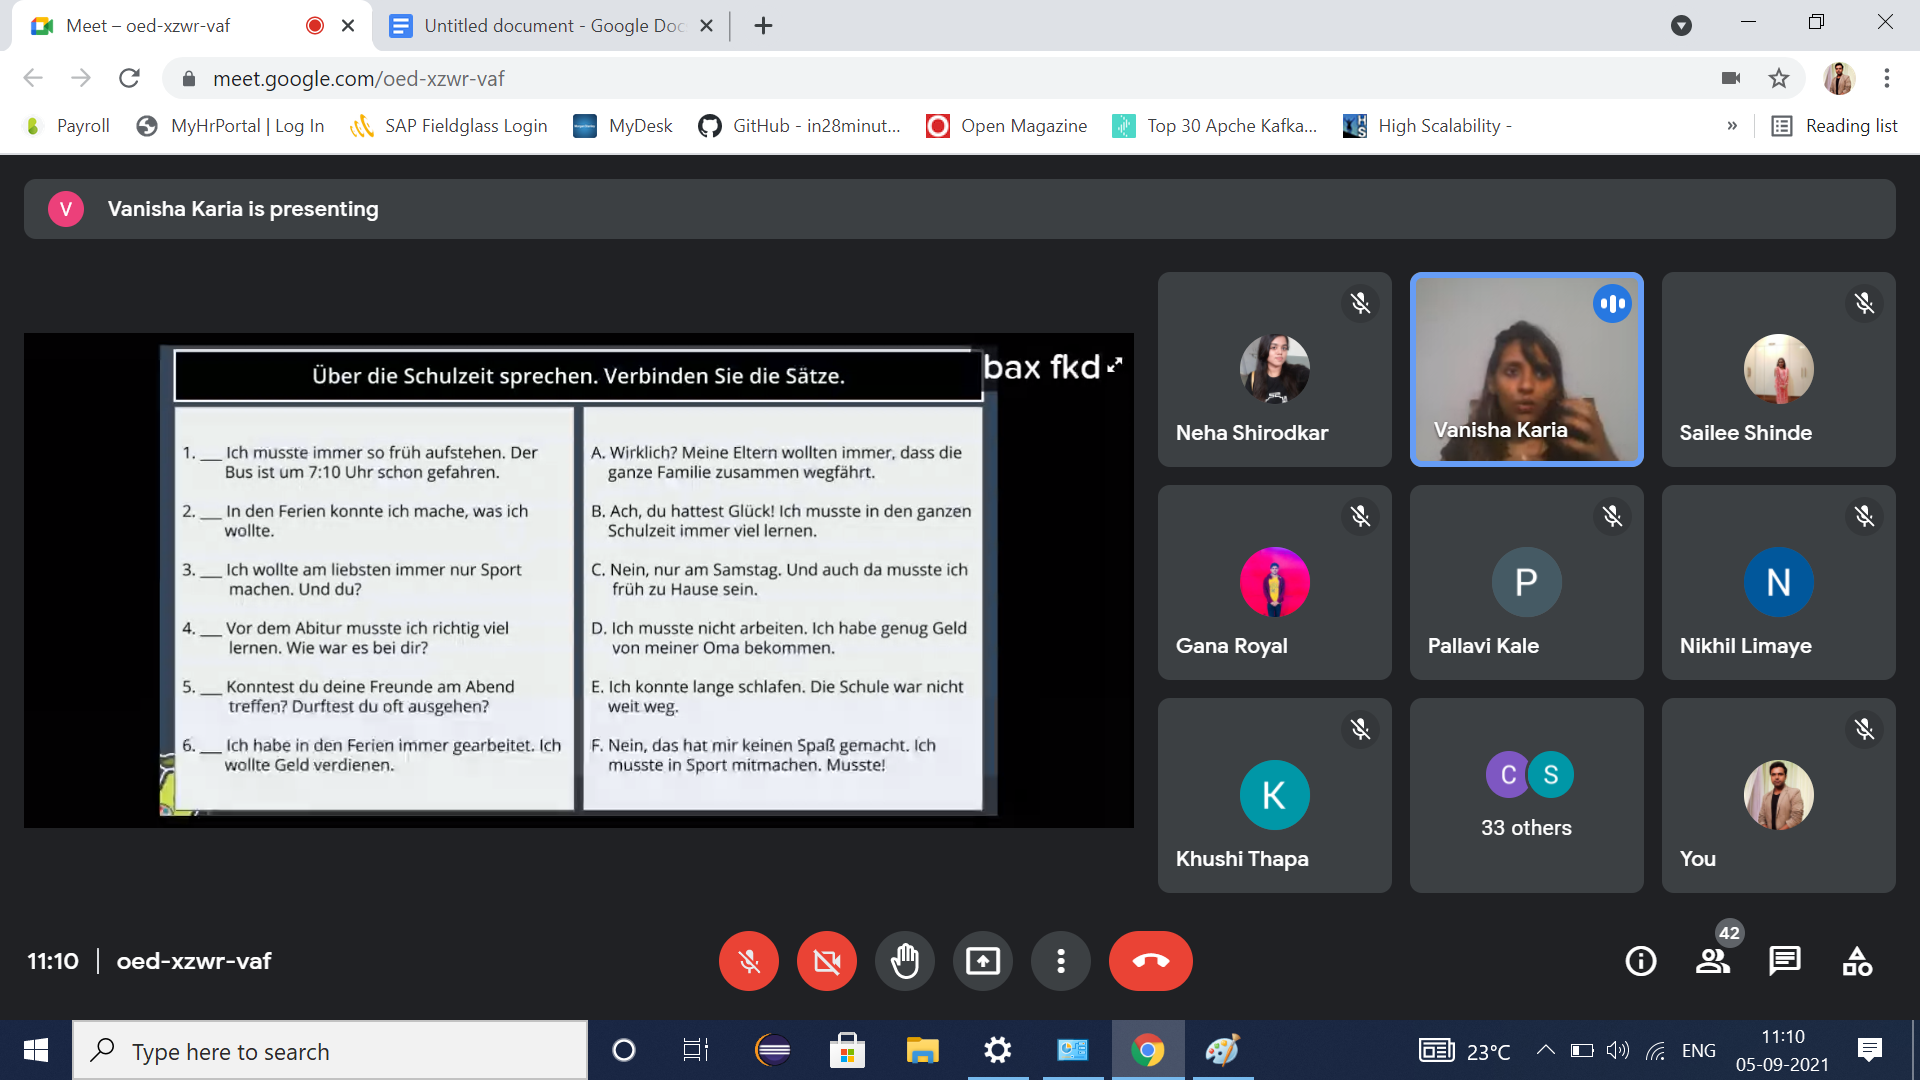 Meet – oed-xzwr-vaf
Untitled document - Google Doc
meet.google.com/oed-xzwr-vaf
Payroll
MyHrPortal | Log In
SAP Fieldglass Login
MyDesk
GitHub - in28minut...
Open Magazine
Top 30 Apche Kafka...
High Scalability -
»
Reading list
V
Vanisha Karia is presenting
bax fkd
Über die Schulzeit sprechen. Verbinden Sie die Sätze.
1. ___ Ich musste immer so früh aufstehen. Der
Bus ist um 7:10 Uhr schon gefahren.
2. ___ In den Ferien konnte ich mache, was ich
wollte.
3. ___ Ich wollte am liebsten immer nur Sport
machen. Und du?
4. ___ Vor dem Abitur musste ich richtig viel
lernen. Wie war es bei dir?
5. ___ Konntest du deine Freunde am Abend
treffen? Durftest du oft ausgehen?
6. ___ Ich habe in den Ferien immer gearbeitet. Ich
wollte Geld verdienen.
A. Wirklich? Meine Eltern wollten immer, dass die
ganze Familie zusammen wegfährt.
B. Ach, du hattest Glück! Ich musste in den ganzen
Schulzeit immer viel lernen.
C. Nein, nur am Samstag. Und auch da musste ich
früh zu Hause sein.
D. Ich musste nicht arbeiten. Ich habe genug Geld
von meiner Oma bekommen.
E. Ich konnte lange schlafen. Die Schule war nicht
weit weg.
F. Nein, das hat mir keinen Spaß gemacht. Ich
musste in Sport mitmachen. Musste!
Neha Shirodkar
Vanisha Karia
Sailee Shinde
Gana Royal
P
Pallavi Kale
N
Nikhil Limaye
K
Khushi Thapa
C S
33 others
You
11:10 | oed-xzwr-vaf
42
Type here to search
23°C
ENG
11:10
05-09-2021